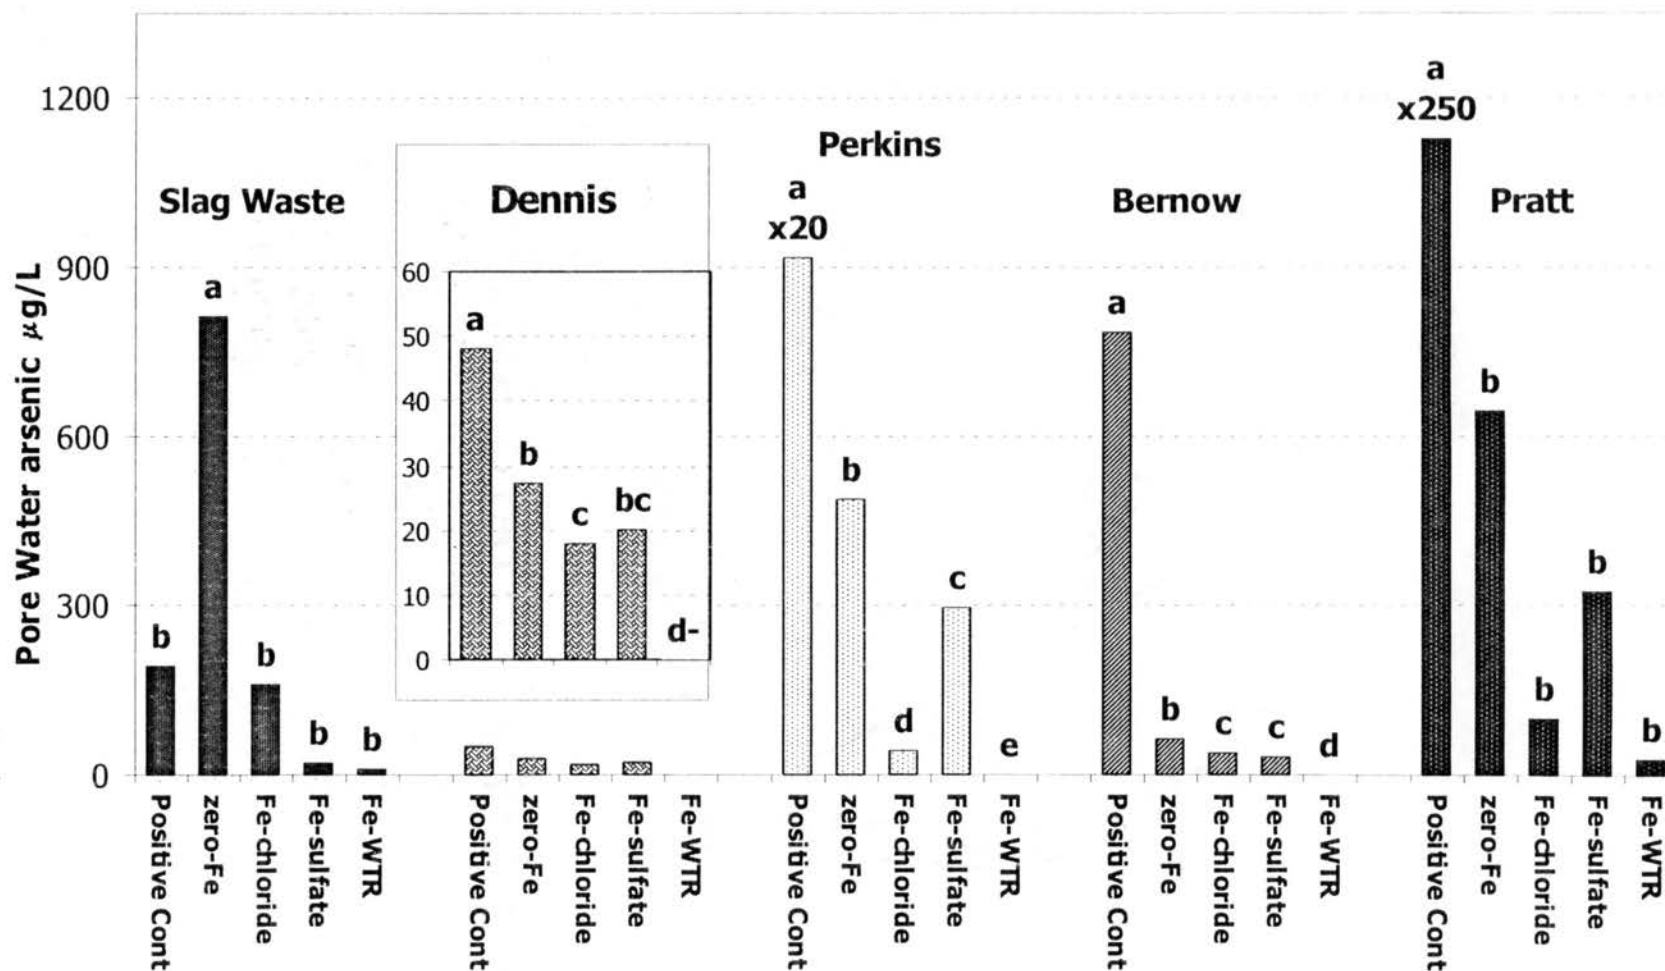 Pore Water arsenic µg/L
1200
900
600
300
0
Slag Waste
b
a
b
b
b
Positive Cont
zero-Fe
Fe-chloride
Fe-sulfate
Fe-WTR
Dennis
60
50
40
30
20
10
0
a
b
c
bc
d-
Positive Cont
zero-Fe
Fe-chloride
Fe-sulfate
Fe-WTR
Perkins
a
x20
b
d
c
e
Positive Cont
zero-Fe
Fe-chloride
Fe-sulfate
Fe-WTR
Bernow
a
b
c
c
d
Positive Cont
zero-Fe
Fe-chloride
Fe-sulfate
Fe-WTR
Pratt
a
x250
b
b
b
b
Positive Cont
zero-Fe
Fe-chloride
Fe-sulfate
Fe-WTR